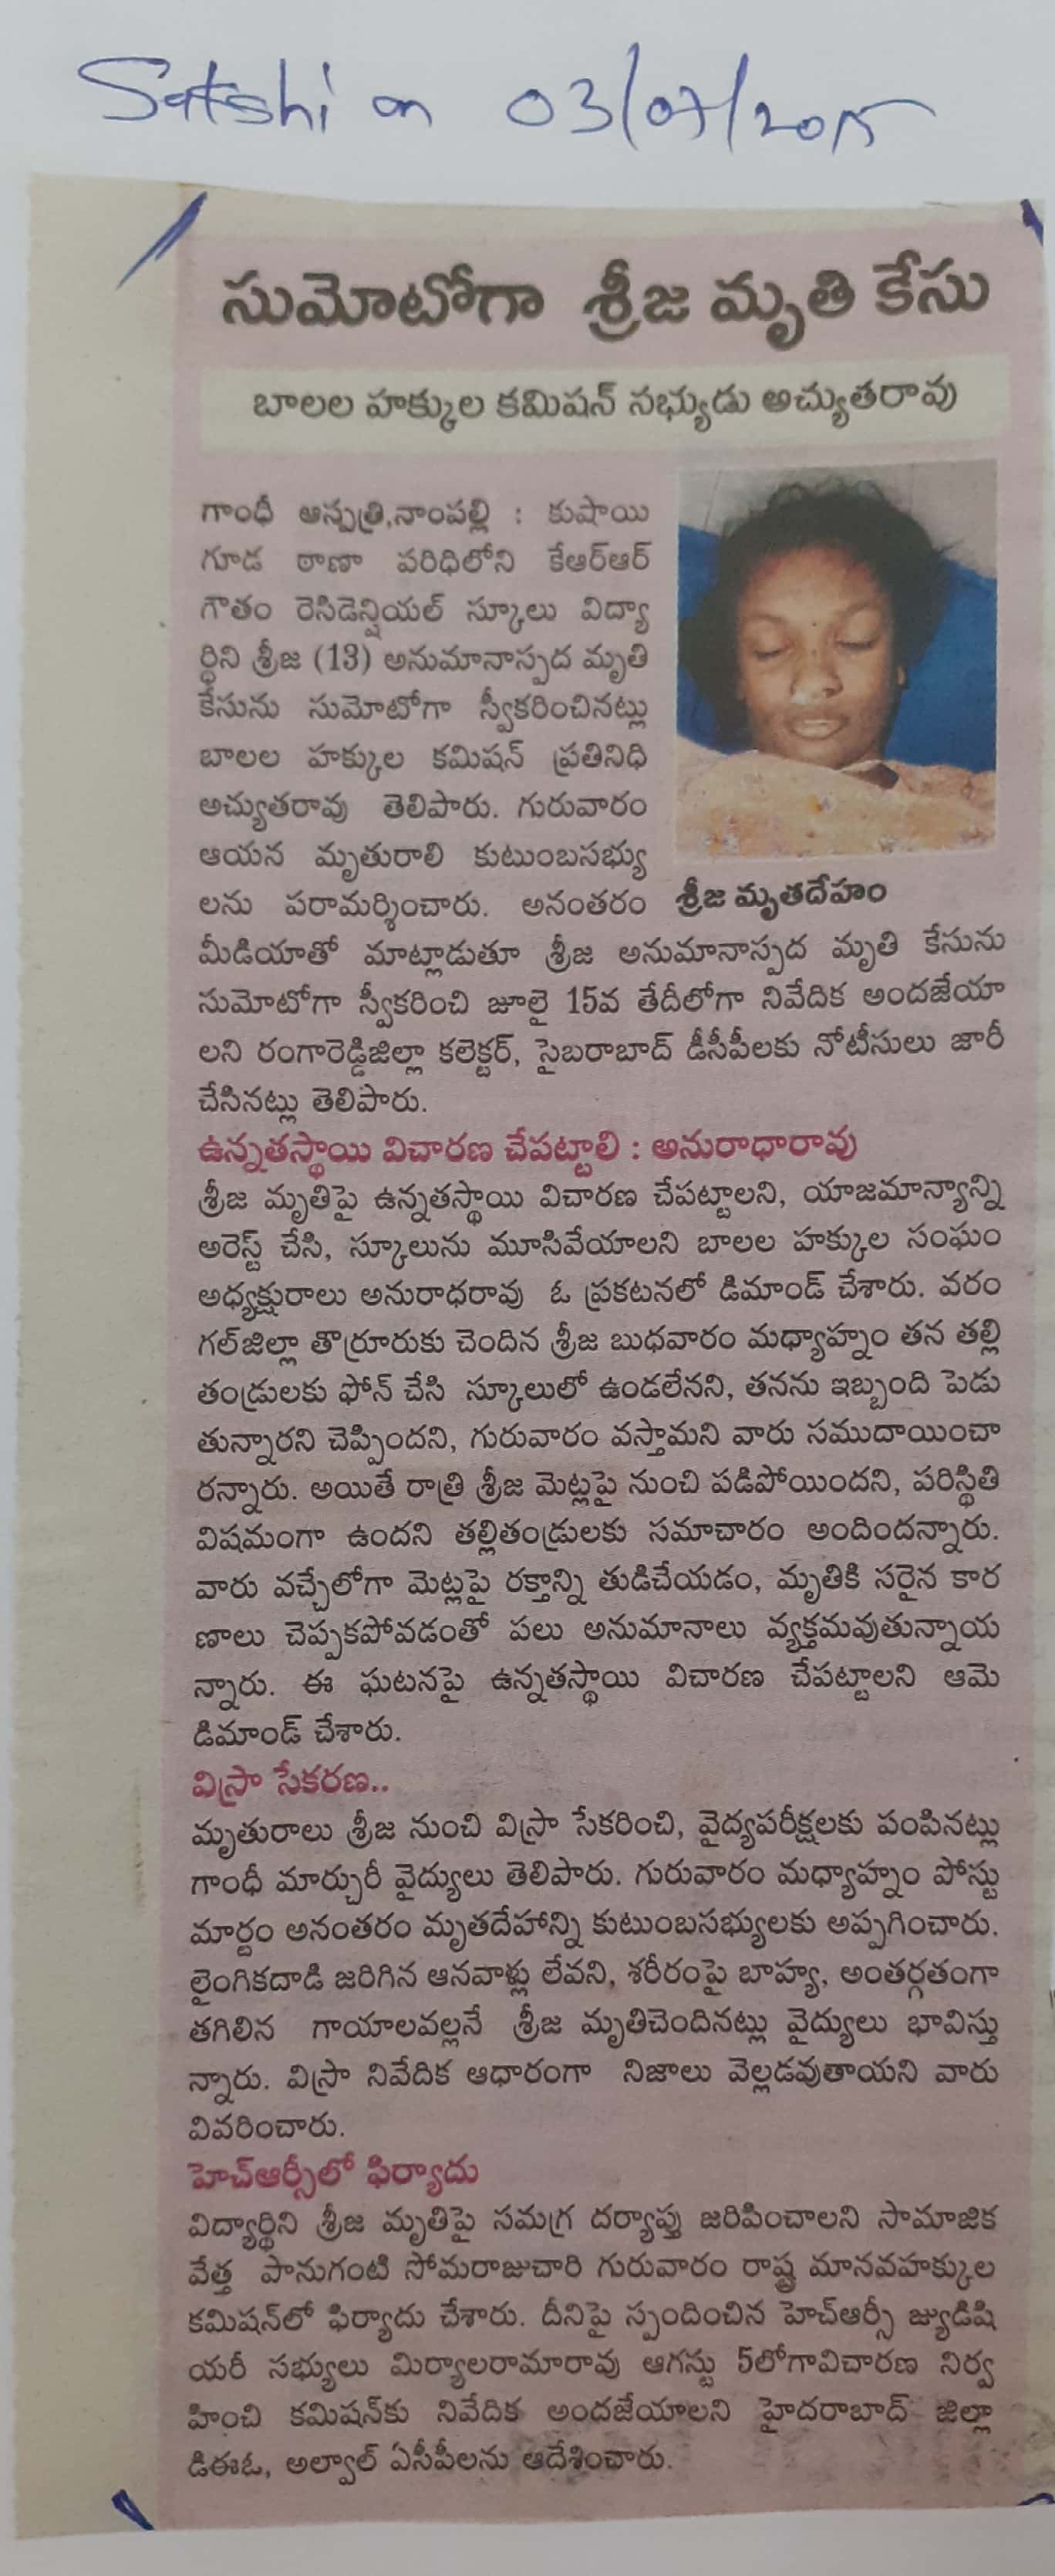 Satshi on 03/07/2015
సుమోటోగా శ్రీజ మృతి కేసు
బాలల హక్కుల కమిషన్ సభ్యుడు అచ్యుతరావు
గాంధీ ఆస్పత్రి,నాంపల్లి : కుషాయి
గూడ ఠాణా పరిధిలోని కేఆర్ఆర్
గౌతం రెసిడెన్షియల్ స్కూలు విద్యా
ర్థిని శ్రీజ (13) అనుమానాస్పద మృతి
కేసును సుమోటోగా స్వీకరించినట్లు
బాలల హక్కుల కమిషన్ ప్రతినిధి
అచ్యుతరావు తెలిపారు. గురువారం
ఆయన మృతురాలి కుటుంబసభ్యు
లను పరామర్శించారు. అనంతరం
శ్రీజ మృతదేహం
మీడియాతో మాట్లాడుతూ శ్రీజ అనుమానాస్పద మృతి కేసును
సుమోటోగా స్వీకరించి జూలై 15వ తేదీలోగా నివేదిక అందజేయా
లని రంగారెడ్డిజిల్లా కలెక్టర్, సైబరాబాద్ డీసీపీలకు నోటీసులు జారీ
చేసినట్లు తెలిపారు.
ఉన్నతస్థాయి విచారణ చేపట్టాలి : అనురాధారావు
శ్రీజ మృతిపై ఉన్నతస్థాయి విచారణ చేపట్టాలని, యాజమాన్యాన్ని
అరెస్ట్ చేసి, స్కూలును మూసివేయాలని బాలల హక్కుల సంఘం
అధ్యక్షురాలు అనురాధరావు ఓ ప్రకటనలో డిమాండ్ చేశారు. వరం
గల్‌జిల్లా తొర్రూరుకు చెందిన శ్రీజ బుధవారం మధ్యాహ్నం తన తల్లి
తండ్రులకు ఫోన్ చేసి స్కూలులో ఉండలేనని, తనను ఇబ్బంది పెడు
తున్నారని చెప్పిందని, గురువారం వస్తామని వారు సముదాయించా
రన్నారు. అయితే రాత్రి శ్రీజ మెట్లపై నుంచి పడిపోయిందని, పరిస్థితి
విషమంగా ఉందని తల్లితండ్రులకు సమాచారం అందిందన్నారు.
వారు వచ్చేలోగా మెట్లపై రక్తాన్ని తుడిచేయడం, మృతికి సరైన కార
ణాలు చెప్పకపోవడంతో పలు అనుమానాలు వ్యక్తమవుతున్నాయ
న్నారు. ఈ ఘటనపై ఉన్నతస్థాయి విచారణ చేపట్టాలని ఆమె
డిమాండ్ చేశారు.
విస్రా సేకరణ..
మృతురాలు శ్రీజ నుంచి విస్రా సేకరించి, వైద్యపరీక్షలకు పంపినట్లు
గాంధీ మార్చురీ వైద్యులు తెలిపారు. గురువారం మధ్యాహ్నం పోస్టు
మార్టం అనంతరం మృతదేహాన్ని కుటుంబసభ్యులకు అప్పగించారు.
లైంగికదాడి జరిగిన ఆనవాళ్లు లేవని, శరీరంపై బాహ్య, అంతర్గతంగా
తగిలిన గాయాలవల్లనే శ్రీజ మృతిచెందినట్లు వైద్యులు భావిస్తు
న్నారు. విస్రా నివేదిక ఆధారంగా నిజాలు వెల్లడవుతాయని వారు
వివరించారు.
హెచ్ఆర్సీలో ఫిర్యాదు
విద్యార్థిని శ్రీజ మృతిపై సమగ్ర దర్యాప్తు జరిపించాలని సామాజిక
వేత్త పానుగంటి సోమరాజుచారి గురువారం రాష్ట్ర మానవహక్కుల
కమిషన్‌లో ఫిర్యాదు చేశారు. దీనిపై స్పందించిన హెచ్ఆర్సీ జ్యుడిషి
యరీ సభ్యులు మిర్యాలరామారావు ఆగస్టు 5లోగావిచారణ నిర్వ
హించి కమిషన్‌కు నివేదిక అందజేయాలని హైదరాబాద్ జిల్లా
డిఈఓ, అల్వాల్ ఏసీపీలను ఆదేశించారు.